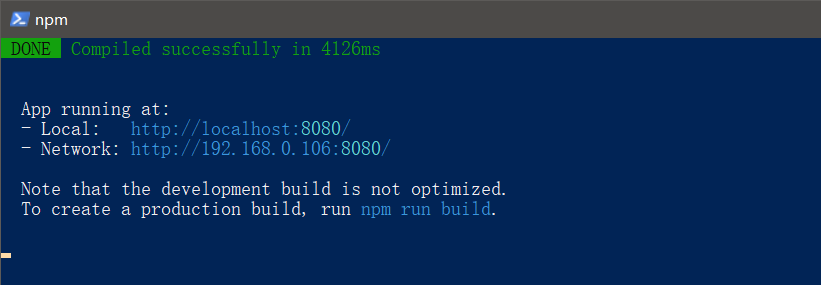 npm
DONE Compiled successfully in 4126ms
App running at:
- Local: http://localhost:8080/
- Network: http://192.168.0.106:8080/
Note that the development build is not optimized.
To create a production build, run npm run build.